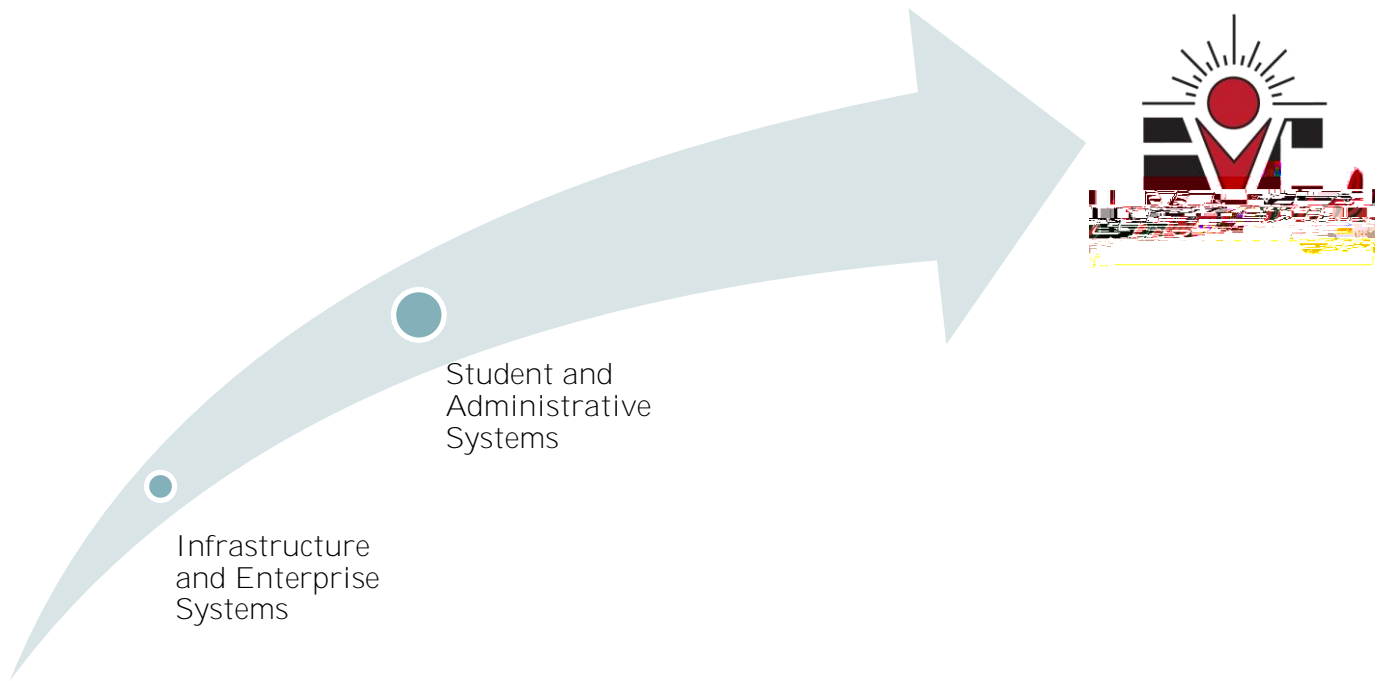 Student and
Administrative
Systems
Infrastructure
and Enterprise
Systems